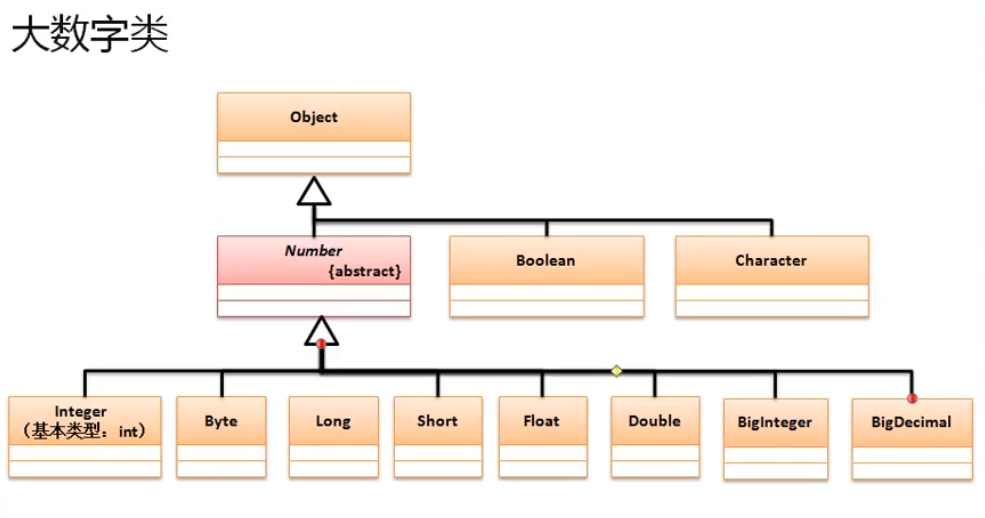 大数字类
Object
Number
{abstract}
Boolean
Character
Integer
（基本类型：int）
Byte
Long
Short
Float
Double
BigInteger
BigDecimal